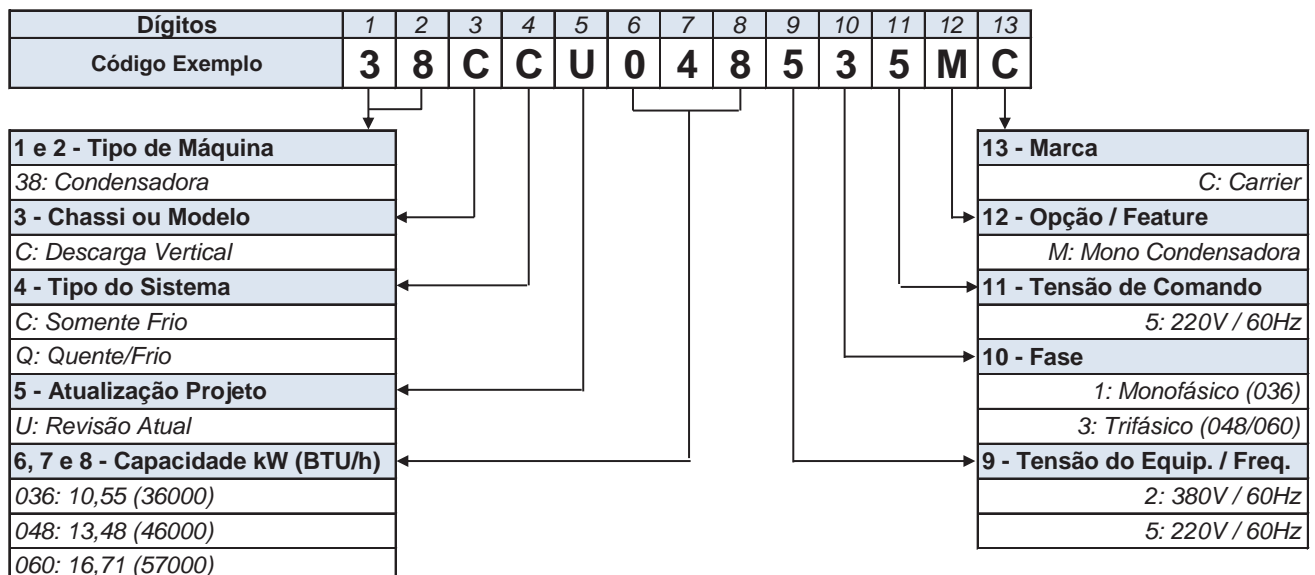 Dígitos 1 2 3 4 5 6 7 8 9 10 11 12 13
Código Exemplo 3 8 C C U 0 4 8 5 3 5 M C
1 e 2 - Tipo de Máquina
38: Condensadora
3 - Chassi ou Modelo
C: Descarga Vertical
4 - Tipo do Sistema
C: Somente Frio
Q: Quente/Frio
5 - Atualização Projeto
U: Revisão Atual
6, 7 e 8 - Capacidade kW (BTU/h)
036: 10,55 (36000)
048: 13,48 (46000)
060: 16,71 (57000)
13 - Marca
C: Carrier
12 - Opção / Feature
M: Mono Condensadora
11 - Tensão de Comando
5: 220V / 60Hz
10 - Fase
1: Monofásico (036)
3: Trifásico (048/060)
9 - Tensão do Equip. / Freq.
2: 380V / 60Hz
5: 220V / 60Hz